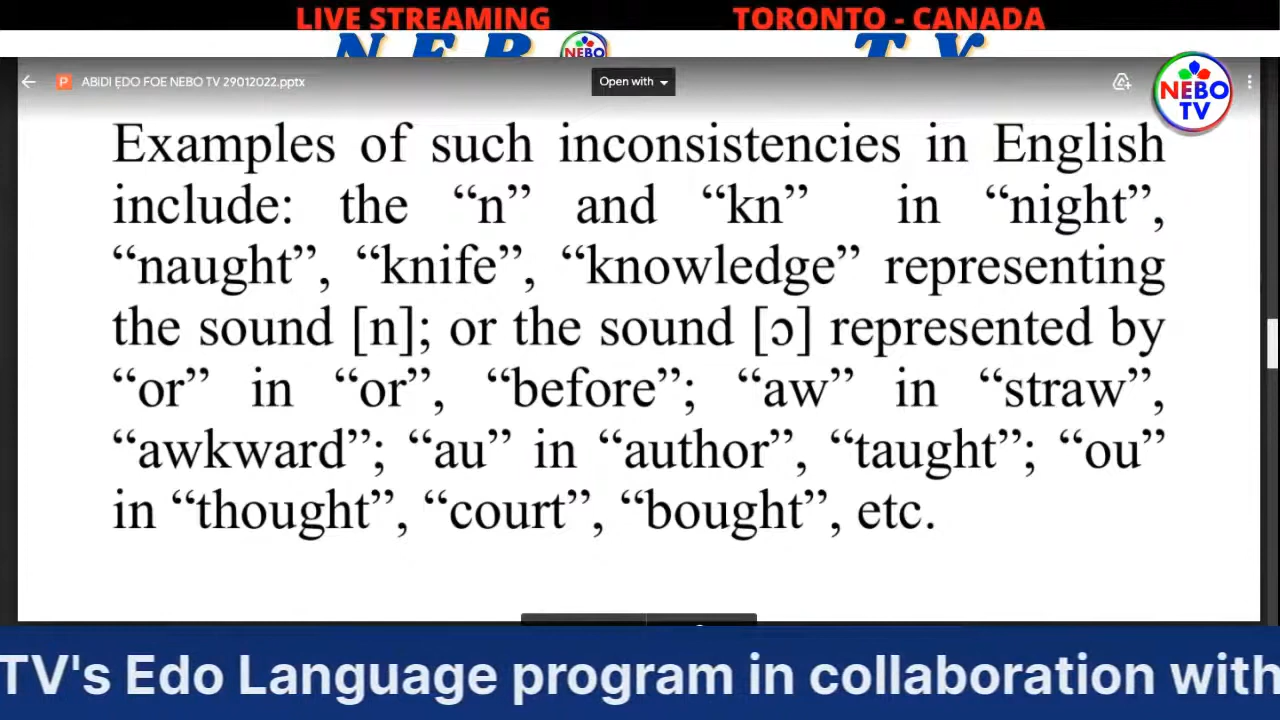 LIVE STREAMING TORONTO - CANADA
NEBO
ABiDI ẸDO FOE NEBO TV 29012022.pptx Open with
NEBO
TV
Examples of such inconsistencies in English
include: the “n” and “kn” in “night”,
“naught”, “knife”, “knowledge” representing
the sound [n]; or the sound [ɔ] represented by
“or” in “or”, “before”; “aw” in “straw”,
“awkward”; “au” in “author”, “taught”; “ou”
in “thought”, “court”, “bought”, etc.
TV's Edo Language program in collaboration with